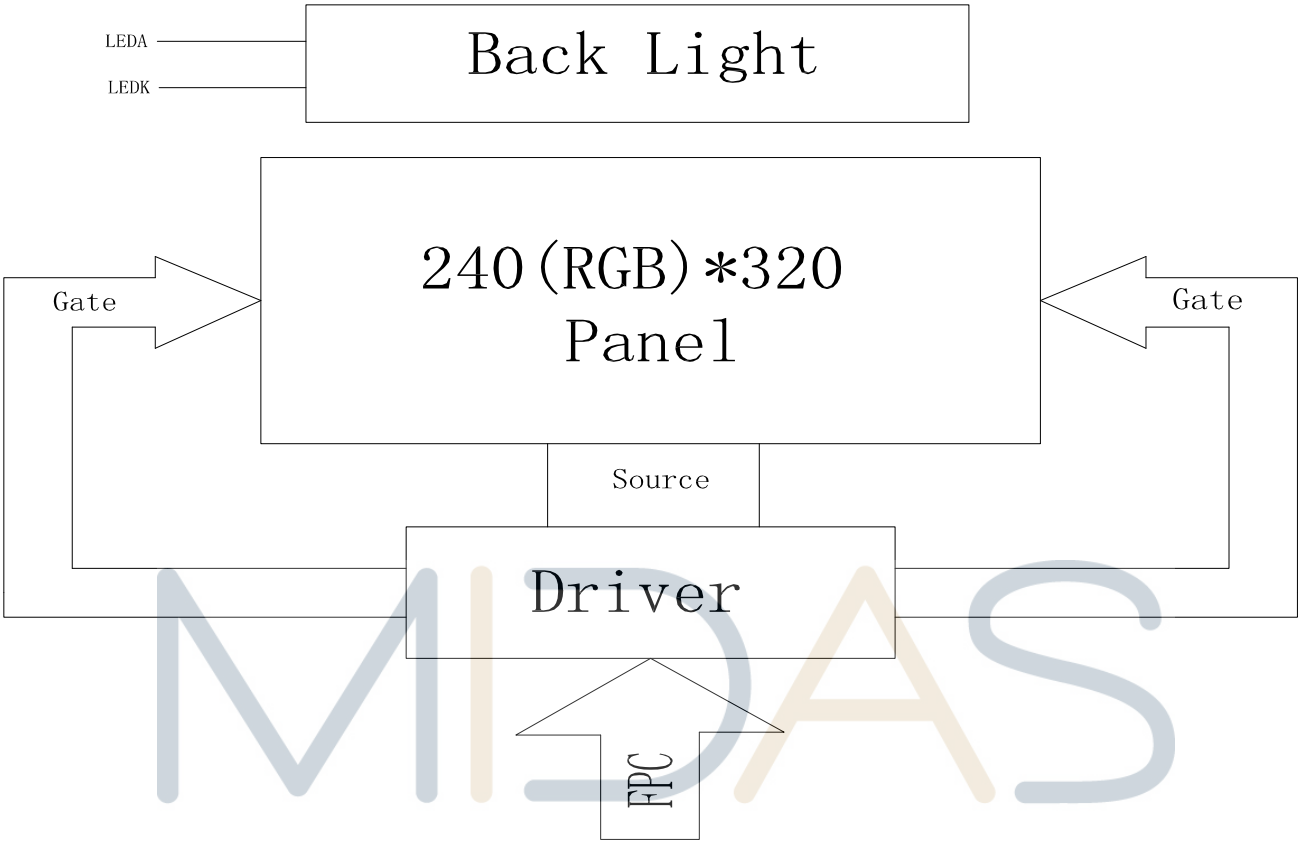 LEDA
LEDK
Back Light
240(RGB)*320
Panel
Gate
Gate
Source
Driver
FPC
MIDAS